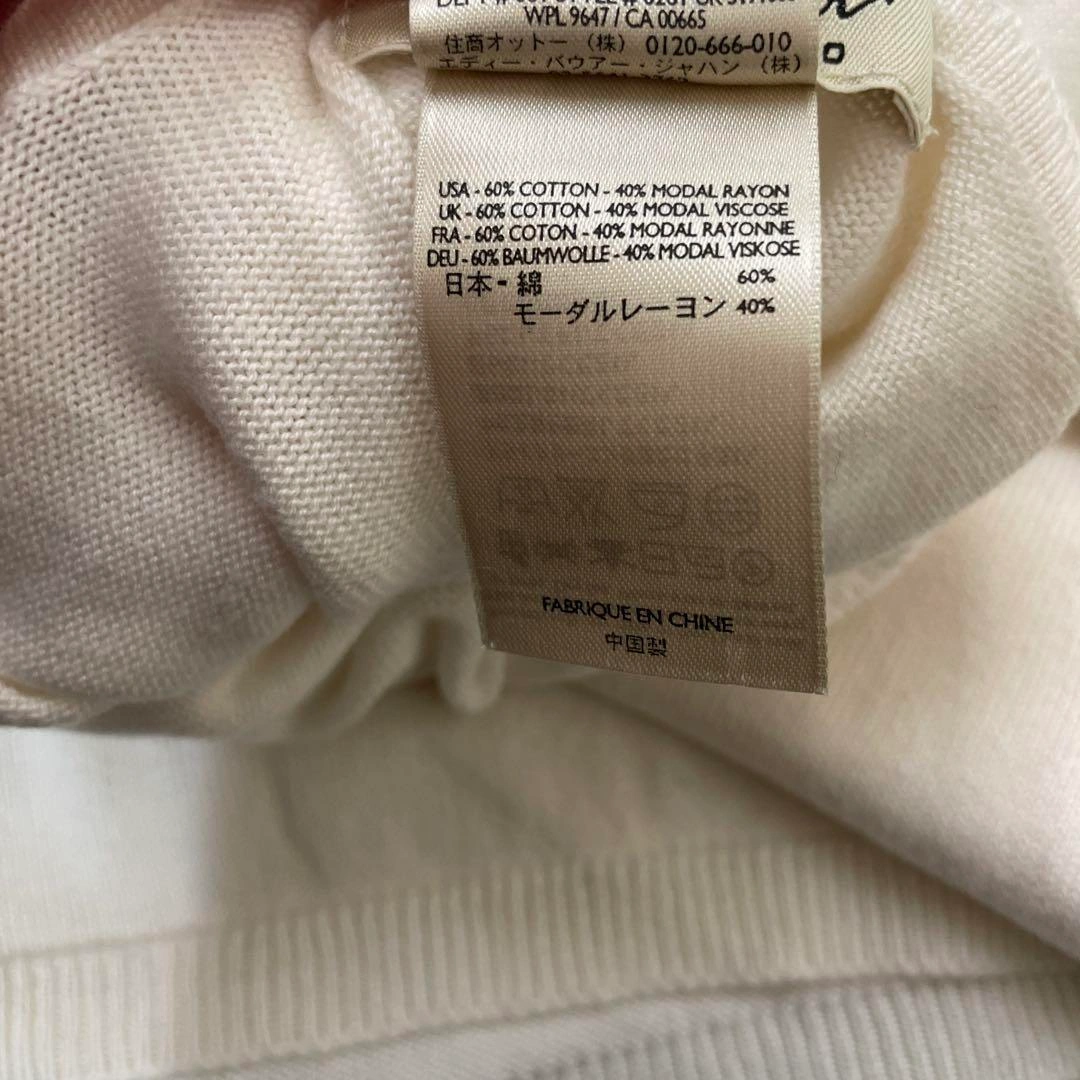 WPL 9647 / CA 00665
住商オットー (株) 0120-666-010
エディー・バウアー・ジャパン (株)
USA - 60% COTTON - 40% MODAL RAYON
UK - 60% COTTON - 40% MODAL VISCOSE
FRA - 60% COTON - 40% MODAL RAYONNE
DEU - 60% BAUMWOLLE - 40% MODAL VISKOSE
日本 - 綿 60%
モーダルレーヨン 40%
FABRIQUE EN CHINE
中国製